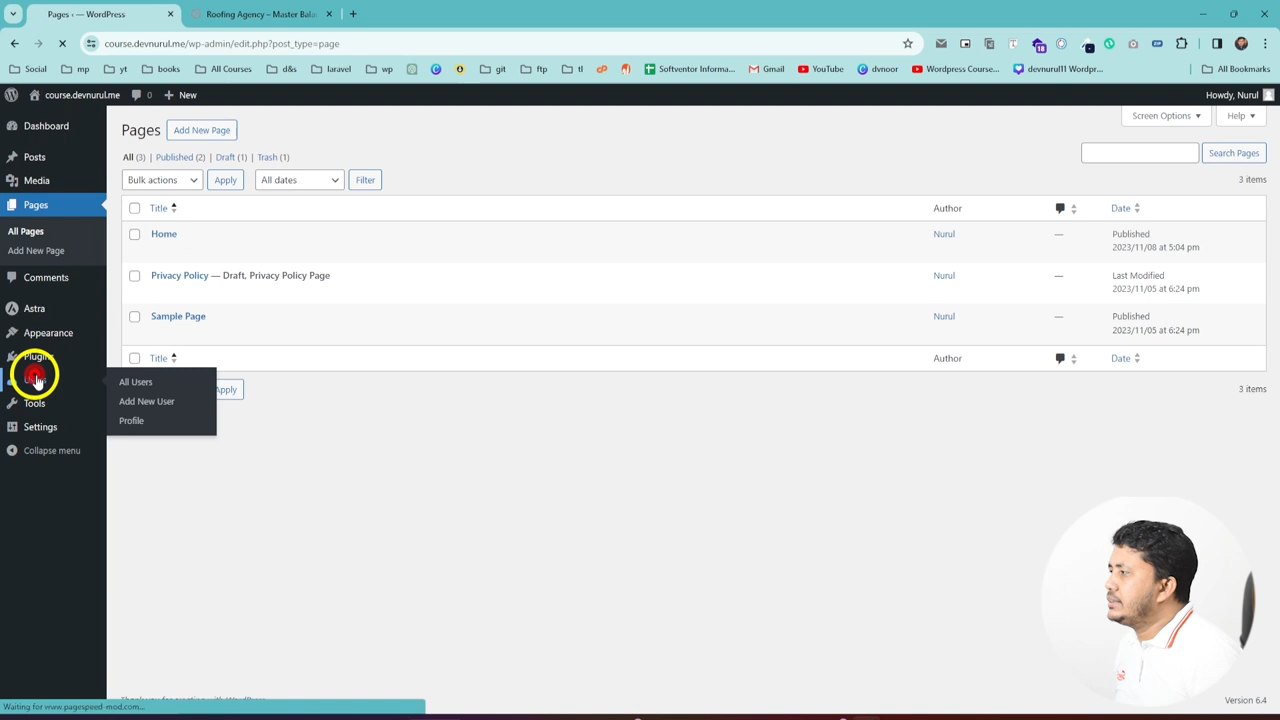 Pages ‹ — WordPress
Roofing Agency – Master Bala
course.devnurul.me/wp-admin/edit.php?post_type=page
Social
mp
yt
books
All Courses
d&s
laravel
wp
git
ftp
tl
Softventor Informa...
Gmail
YouTube
dvnoor
Wordpress Course...
devnurul11 Wordpr...
All Bookmarks
course.devnurul.me
0
New
Howdy, Nurul
Dashboard
Posts
Media
Pages
All Pages
Add New Page
Comments
Astra
Appearance
Plugins
Users
Tools
Settings
Collapse menu
All Users
Add New User
Profile
Pages
Add New Page
Screen Options
Help
All (3) | Published (2) | Draft (1) | Trash (1)
Search Pages
Bulk actions
Apply
All dates
Filter
3 items
Title
Author
Date
Home
Nurul
—
Published
2023/11/08 at 5:04 pm
Privacy Policy — Draft, Privacy Policy Page
Nurul
—
Last Modified
2023/11/05 at 6:24 pm
Sample Page
Nurul
—
Published
2023/11/05 at 6:24 pm
Title
Author
Date
Apply
3 items
Waiting for www.pagespeed-mod.com...
Version 6.4